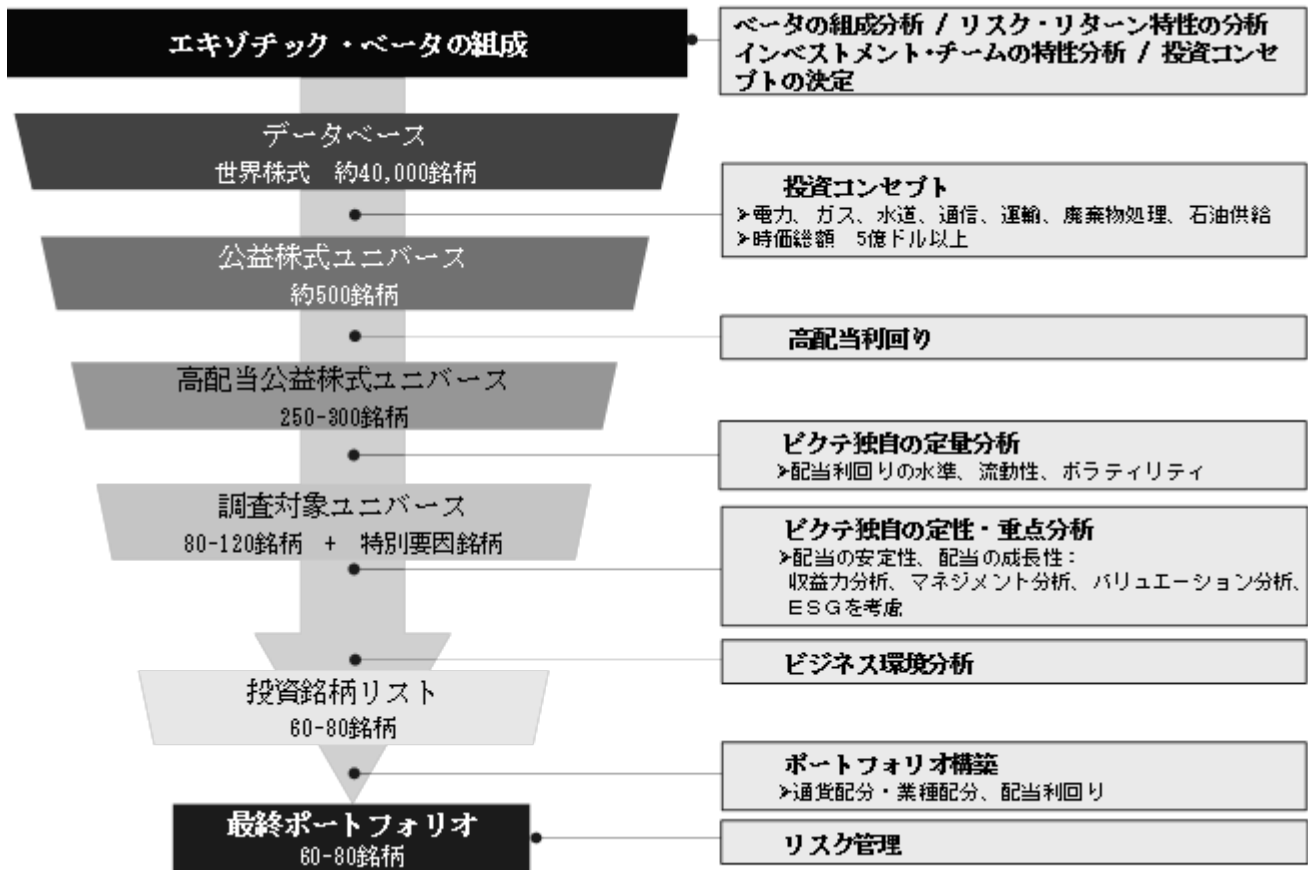 エキゾチック・ベータの組成
ベータの組成分析 / リスク・リターン特性の分析
インベストメント・チームの特性分析 / 投資コンセ
プトの決定
データベース
世界株式　約40,000銘柄
投資コンセプト
➢電力、ガス、水道、通信、運輸、廃棄物処理、石油供給
➢時価総額　5億ドル以上
公益株式ユニバース
約500銘柄
高配当利回り
高配当公益株式ユニバース
250-300銘柄
ピクテ独自の定量分析
➢配当利回りの水準、流動性、ボラティリティ
調査対象ユニバース
80-120銘柄　+　特別要因銘柄
ピクテ独自の定性・重点分析
➢配当の安定性、配当の成長性：
収益力分析、マネジメント分析、バリュエーション分析、
ＥＳＧを考慮
ビジネス環境分析
投資銘柄リスト
60-80銘柄
ポートフォリオ構築
➢通貨配分・業種配分、配当利回り
最終ポートフォリオ
60-80銘柄
リスク管理